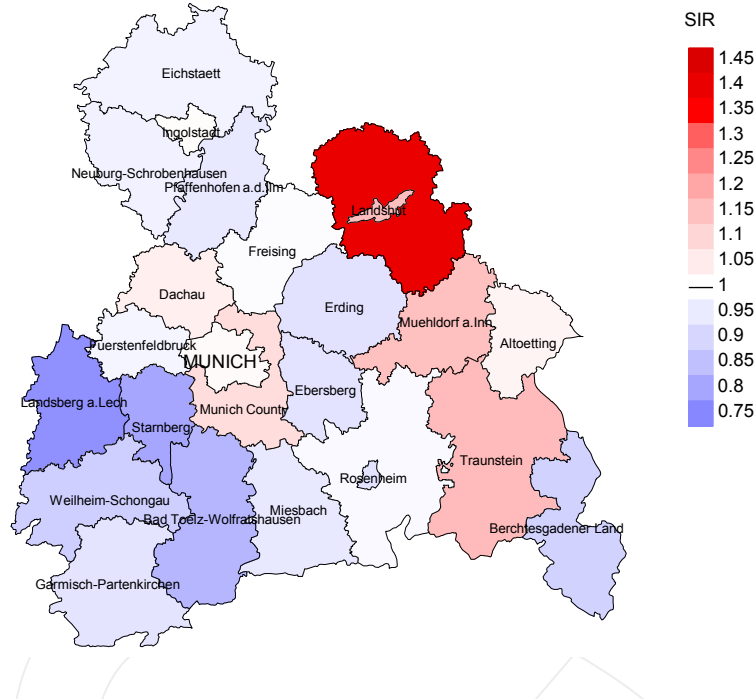 SIR
Eichstaett
1.45
1.4
1.35
Ingolstadt
1.3
Neuburg-Schrobenhausen
1.25
Pfaffenhofen a.d.Ilm
1.2
Landshut
1.15
1.1
Freising
1.05
Dachau
1
Erding
0.95
Muehldorf a.Inn
0.9
Fuerstenfeldbruck
Altoetting
MUNICH
0.85
0.8
Ebersberg
Landsberg a.Lech
Munich County
0.75
Starnberg
Traunstein
Rosenheim
Weilheim-Schongau
Miesbach
Bad Toelz-Wolfratshausen
Berchtesgadener Land
Garmisch-Partenkirchen